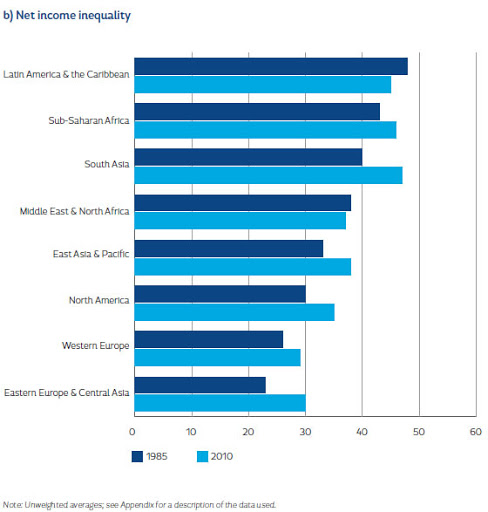 b) Net income inequality
Latin America & the Caribbean
Sub-Saharan Africa
South Asia
Middle East & North Africa
East Asia & Pacific
North America
Western Europe
Eastern Europe & Central Asia
0 10 20 30 40 50 60
1985 2010
Note: Unweighted averages; see Appendix for a description of the data used.